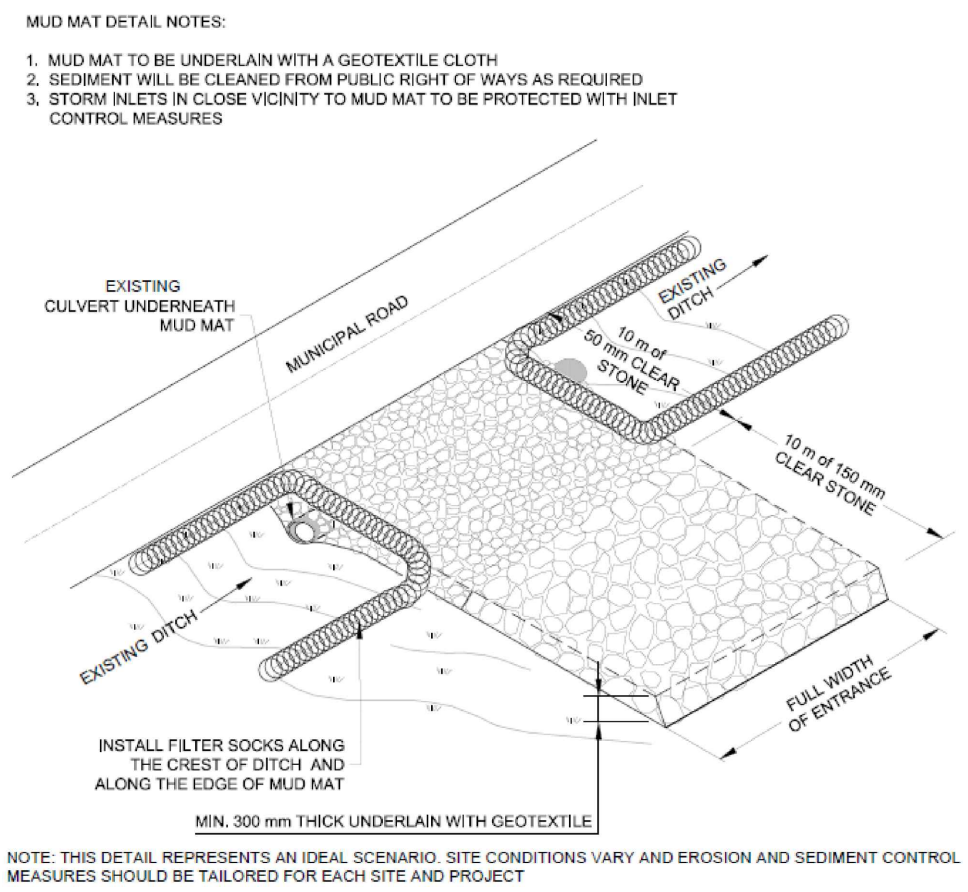 MUD MAT DETAIL NOTES:
1. MUD MAT TO BE UNDERLAIN WITH A GEOTEXTILE CLOTH
2. SEDIMENT WILL BE CLEANED FROM PUBLIC RIGHT OF WAYS AS REQUIRED
3. STORM INLETS IN CLOSE VICINITY TO MUD MAT TO BE PROTECTED WITH INLET
CONTROL MEASURES
EXISTING
CULVERT UNDERNEATH
MUD MAT
MUNICIPAL ROAD
EXISTING
DITCH
10 m of
50 mm CLEAR
STONE
10 m of 150 mm
CLEAR STONE
EXISTING DITCH
FULL WIDTH
OF ENTRANCE
INSTALL FILTER SOCKS ALONG
THE CREST OF DITCH AND
ALONG THE EDGE OF MUD MAT
MIN. 300 mm THICK UNDERLAIN WITH GEOTEXTILE
NOTE: THIS DETAIL REPRESENTS AN IDEAL SCENARIO. SITE CONDITIONS VARY AND EROSION AND SEDIMENT CONTROL
MEASURES SHOULD BE TAILORED FOR EACH SITE AND PROJECT